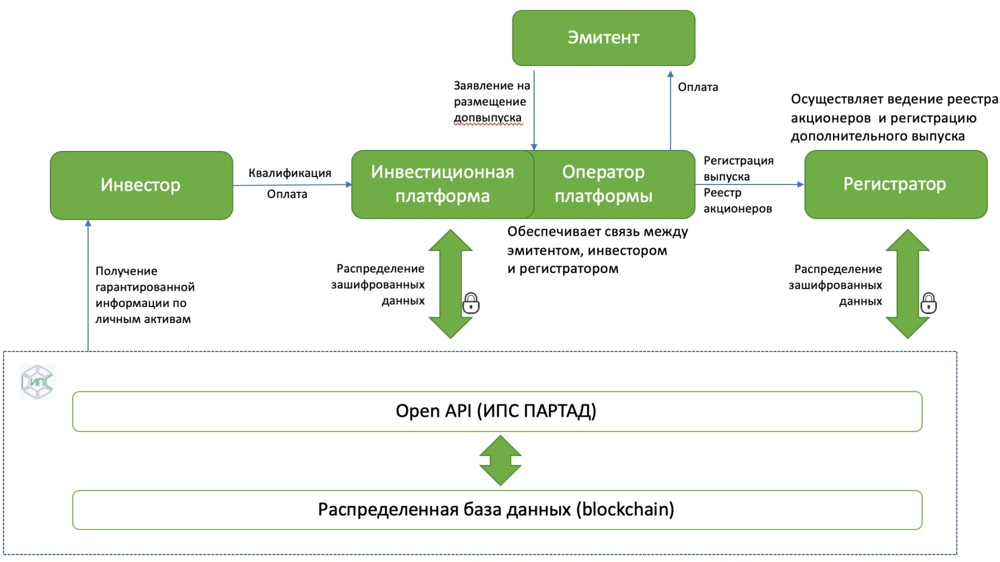 Эмитент
Заявление на
размещение
допвыпуска
Оплата
Осуществляет ведение реестра
акционеров и регистрацию
дополнительного выпуска
Инвестор
Квалификация
Оплата
Инвестиционная
платформа
Оператор
платформы
Регистрация
выпуска
Реестр
акционеров
Регистратор
Обеспечивает связь между
эмитентом, инвестором
и регистратором
Получение
гарантированной
информации по
личным активам
Распределение
зашифрованных
данных
Распределение
зашифрованных
данных
ИПС
Open API (ИПС ПАРТАД)
Распределенная база данных (blockchain)